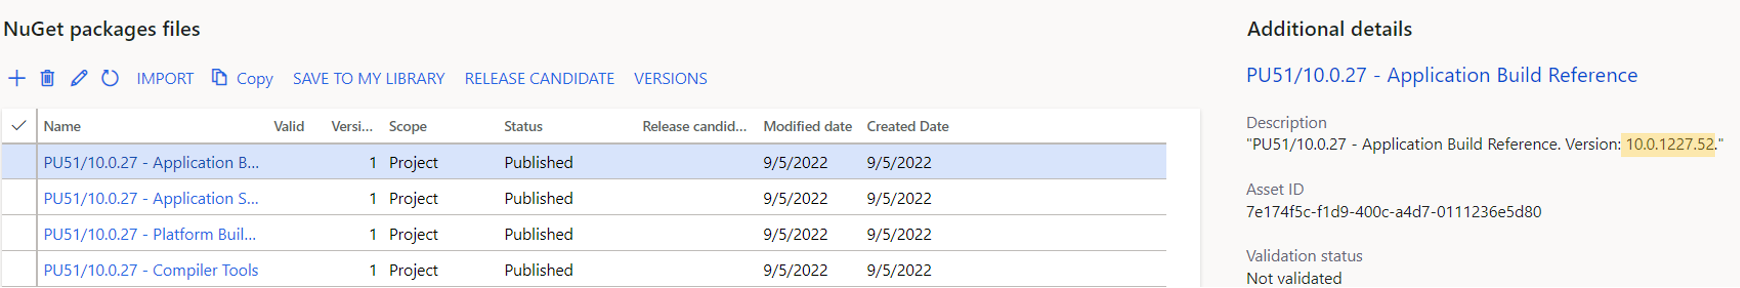 NuGet packages files
IMPORT Copy SAVE TO MY LIBRARY RELEASE CANDIDATE VERSIONS
Name Valid Versi... Scope Status Release candid... Modified date Created Date
PU51/10.0.27 - Application B... 1 Project Published 9/5/2022 9/5/2022
PU51/10.0.27 - Application S... 1 Project Published 9/5/2022 9/5/2022
PU51/10.0.27 - Platform Buil... 1 Project Published 9/5/2022 9/5/2022
PU51/10.0.27 - Compiler Tools 1 Project Published 9/5/2022 9/5/2022
Additional details
PU51/10.0.27 - Application Build Reference
Description
"PU51/10.0.27 - Application Build Reference. Version: 10.0.1227.52."
Asset ID
7e174f5c-f1d9-400c-a4d7-0111236e5d80
Validation status
Not validated